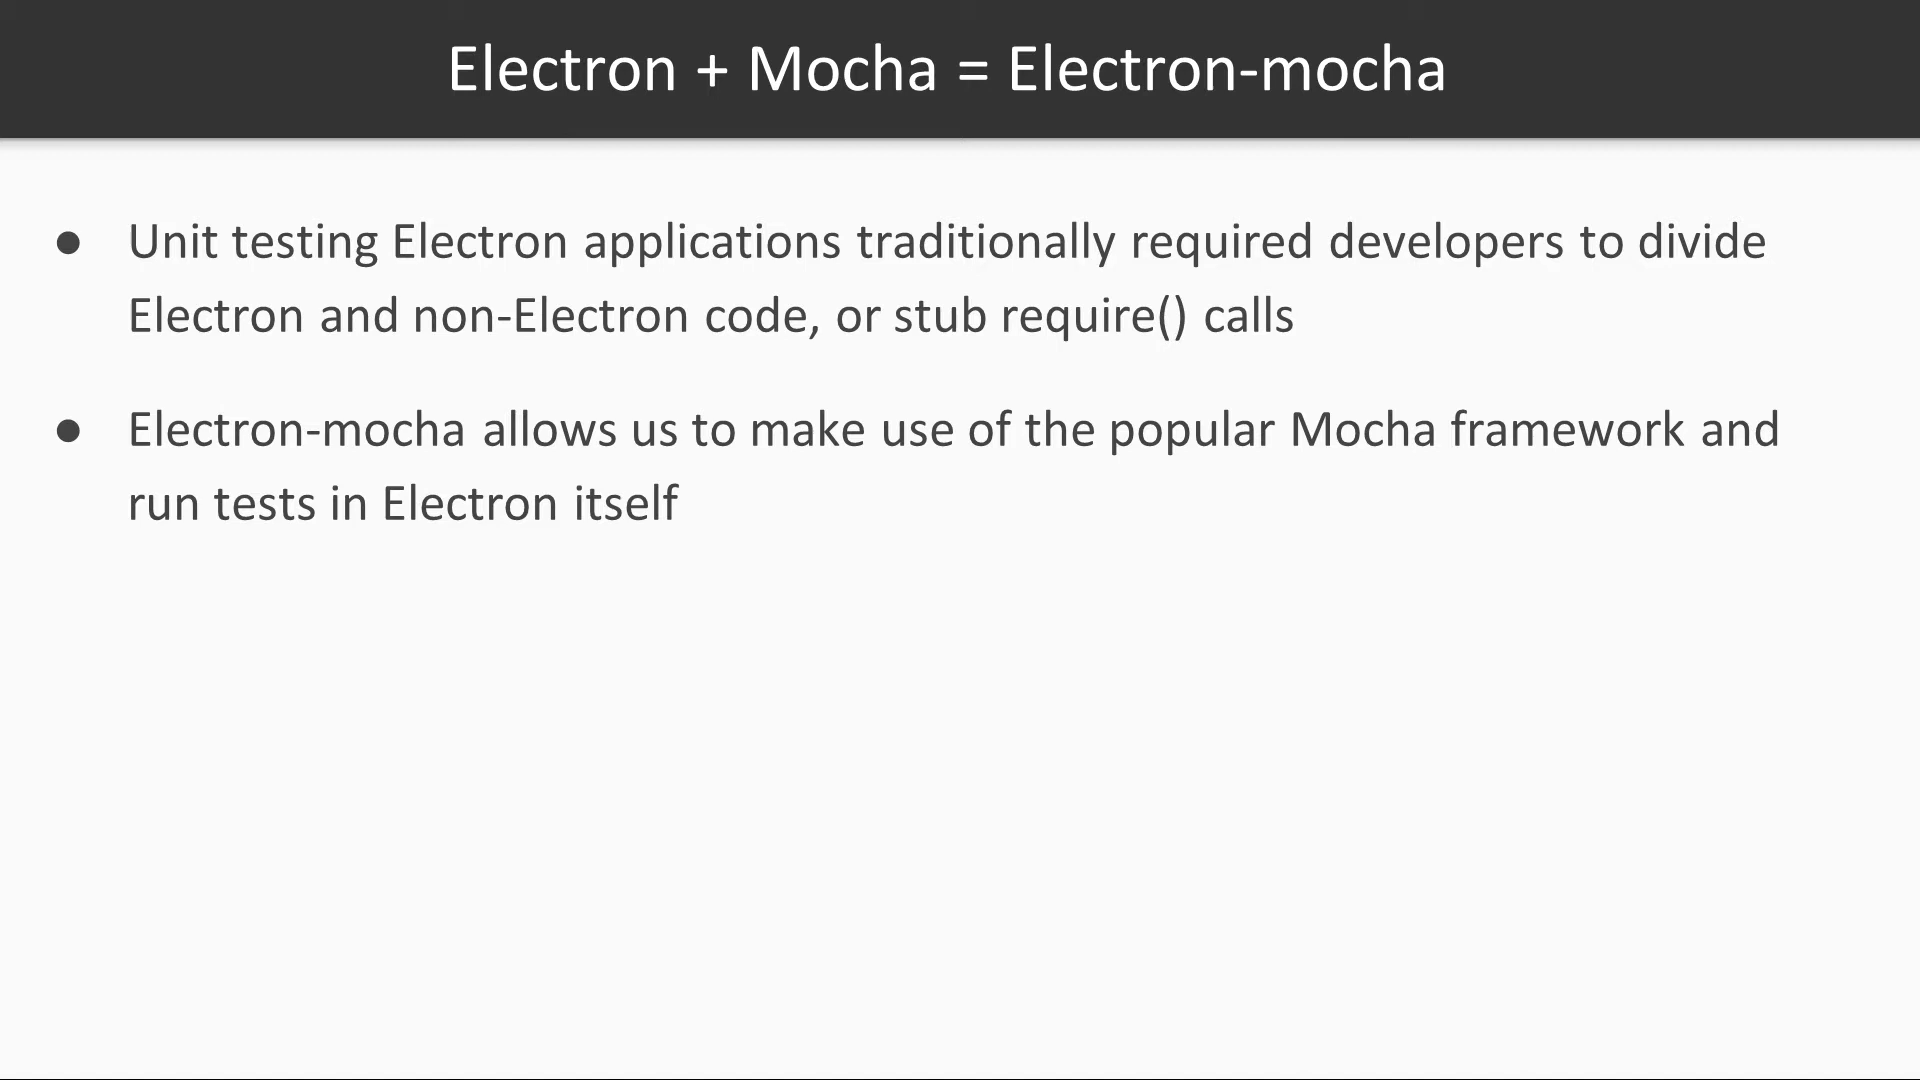 Electron + Mocha = Electron-mocha
● Unit testing Electron applications traditionally required developers to divide
Electron and non-Electron code, or stub require() calls
● Electron-mocha allows us to make use of the popular Mocha framework and
run tests in Electron itself